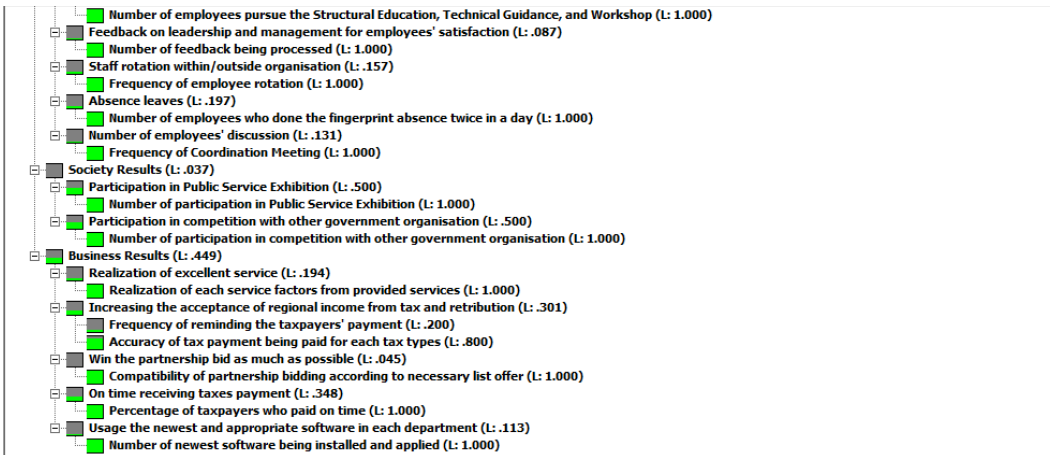 Number of employees pursue the Structural Education, Technical Guidance, and Workshop (L: 1.000)
Feedback on leadership and management for employees' satisfaction (L: .087)
Number of feedback being processed (L: 1.000)
Staff rotation within/outside organisation (L: .157)
Frequency of employee rotation (L: 1.000)
Absence leaves (L: .197)
Number of employees who done the fingerprint absence twice in a day (L: 1.000)
Number of employees' discussion (L: .131)
Frequency of Coordination Meeting (L: 1.000)
Society Results (L: .037)
Participation in Public Service Exhibition (L: .500)
Number of participation in Public Service Exhibition (L: 1.000)
Participation in competition with other government organisation (L: .500)
Number of participation in competition with other government organisation (L: 1.000)
Business Results (L: .449)
Realization of excellent service (L: .194)
Realization of each service factors from provided services (L: 1.000)
Increasing the acceptance of regional income from tax and retribution (L: .301)
Frequency of reminding the taxpayers' payment (L: .200)
Accuracy of tax payment being paid for each tax types (L: .800)
Win the partnership bid as much as possible (L: .045)
Compatibility of partnership bidding according to necessary list offer (L: 1.000)
On time receiving taxes payment (L: .348)
Percentage of taxpayers who paid on time (L: 1.000)
Usage the newest and appropriate software in each department (L: .113)
Number of newest software being installed and applied (L: 1.000)